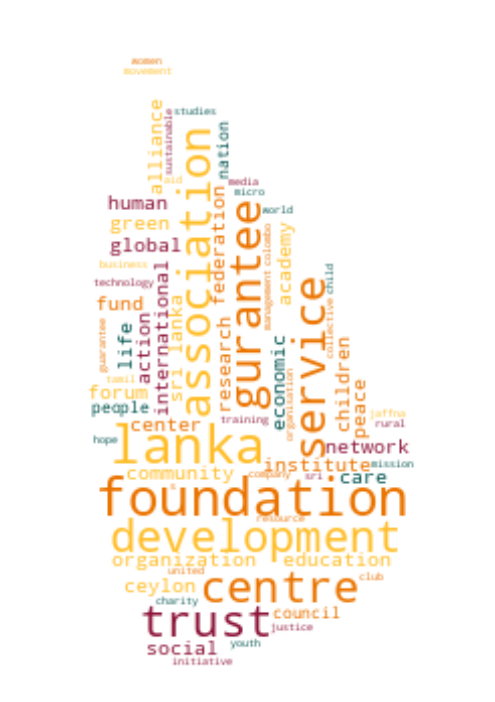 women
movement
alliance
sustainable
studies
association
nation
aid
media
micro
human
federation
gurantee
world
green
global
colombo
academy
business
international
technology
management
service
child
fund
sri lanka
collective
guarantee
life
action
research
economic
children
tamil
organisation
peace
forum
people
training
jaffna
center
rural
hope
lanka
network
community
institute
mission
company
sri
care
s
foundation
resource
development
organization
education
united
club
ceylon
centre
charity
trust
council
justice
social
youth
initiative